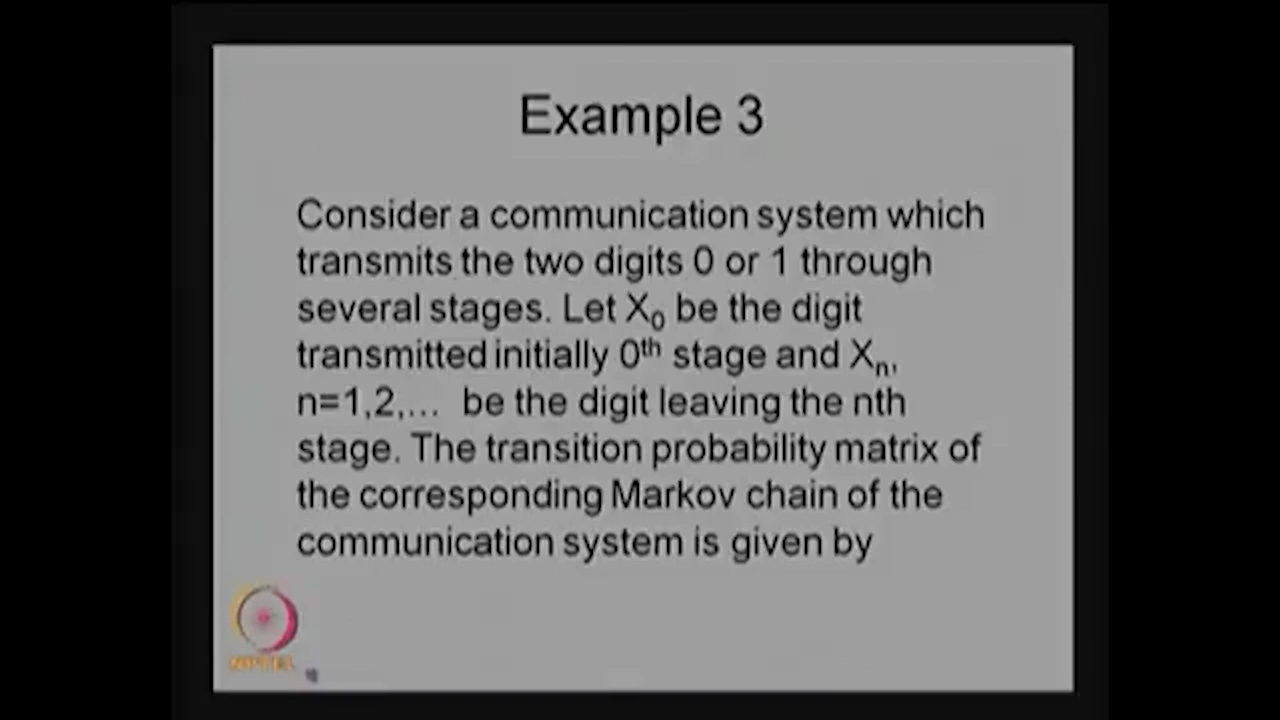 Example 3
Consider a communication system which
transmits the two digits 0 or 1 through
several stages. Let X₀ be the digit
transmitted initially 0ᵗʰ stage and Xₙ,
n=1,2,... be the digit leaving the nth
stage. The transition probability matrix of
the corresponding Markov chain of the
communication system is given by
NPTEL